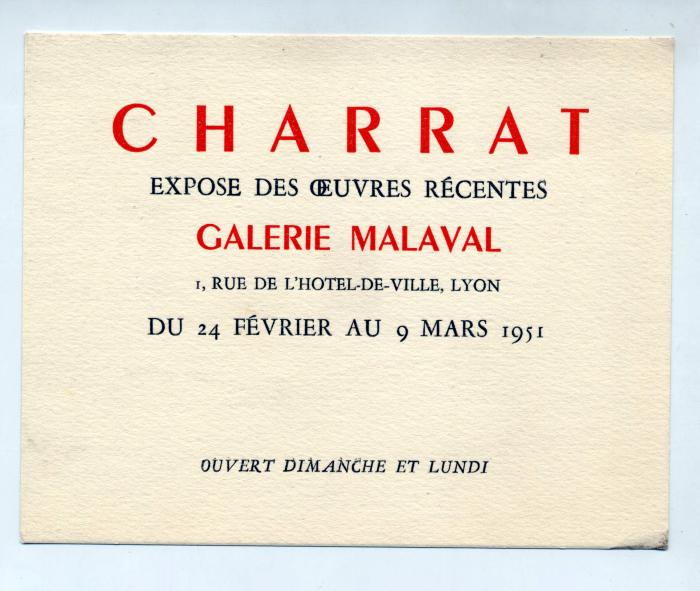 CHARRAT
EXPOSE DES ŒUVRES RÉCENTES
GALERIE MALAVAL
1, RUE DE L'HOTEL-DE-VILLE, LYON
DU 24 FÉVRIER AU 9 MARS 1951
OUVERT DIMANCHE ET LUNDI